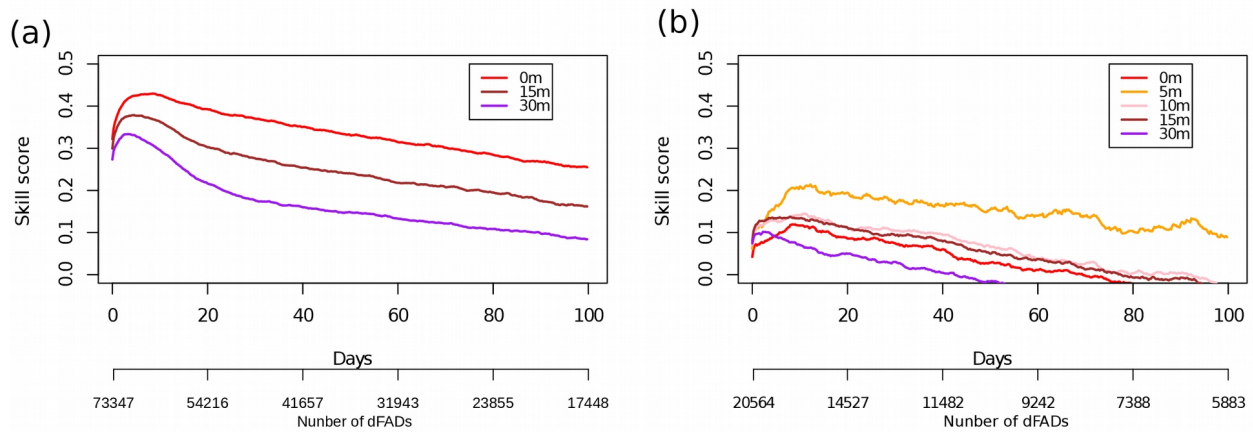 (a)
Skill score
0.5
0.4
0.3
0.2
0.1
0.0
0m
15m
30m
0 20 40 60 80 100
Days
73347 54216 41657 31943 23855 17448
Nunber of dFADs
(b)
Skill score
0.5
0.4
0.3
0.2
0.1
0.0
0m
5m
10m
15m
30m
0 20 40 60 80 100
Days
20564 14527 11482 9242 7388 5883
Nunber of dFADs